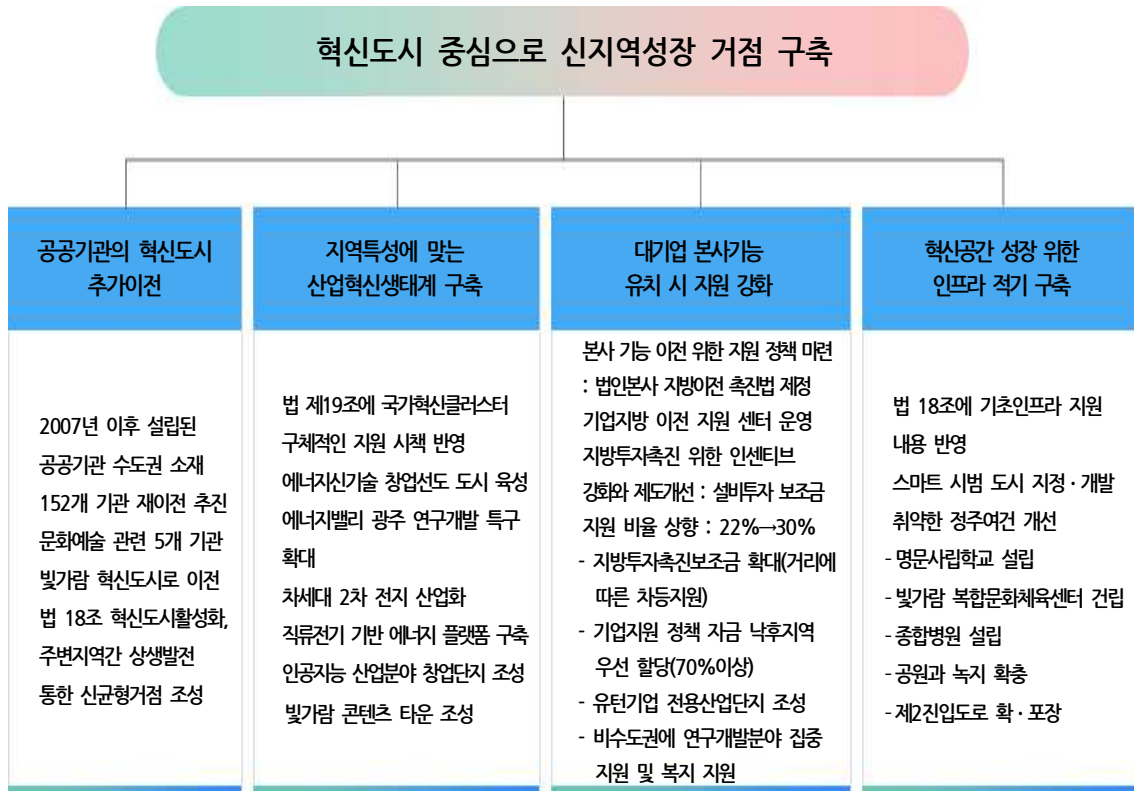 혁신도시 중심으로 신지역성장 거점 구축
공공기관의 혁신도시
추가이전
2007년 이후 설립된
공공기관 수도권 소재
152개 기관 재이전 추진
문화예술 관련 5개 기관
빛가람 혁신도시로 이전
법 18조 혁신도시활성화,
주변지역간 상생발전
통한 신균형거점 조성
지역특성에 맞는
산업혁신생태계 구축
법 제19조에 국가혁신클러스터
구체적인 지원 시책 반영
에너지신기술 창업선도 도시 육성
에너지밸리 광주 연구개발 특구
확대
차세대 2차 전지 산업화
직류전기 기반 에너지 플랫폼 구축
인공지능 산업분야 창업단지 조성
빛가람 콘텐츠 타운 조성
대기업 본사기능
유치 시 지원 강화
본사 기능 이전 위한 지원 정책 마련
: 법인본사 지방이전 촉진법 제정
기업지방 이전 지원 센터 운영
지방투자촉진 위한 인센티브
강화와 제도개선 : 설비투자 보조금
지원 비율 상향 : 22%→30%
- 지방투자촉진보조금 확대(거리에
따른 차등지원)
- 기업지원 정책 자금 낙후지역
우선 할당(70%이상)
- 유턴기업 전용산업단지 조성
- 비수도권에 연구개발분야 집중
지원 및 복지 지원
혁신공간 성장 위한
인프라 적기 구축
법 18조에 기초인프라 지원
내용 반영
스마트 시범 도시 지정·개발
취약한 정주여건 개선
- 명문사립학교 설립
- 빛가람 복합문화체육센터 건립
- 종합병원 설립
- 공원과 녹지 확충
- 제2진입도로 확·포장